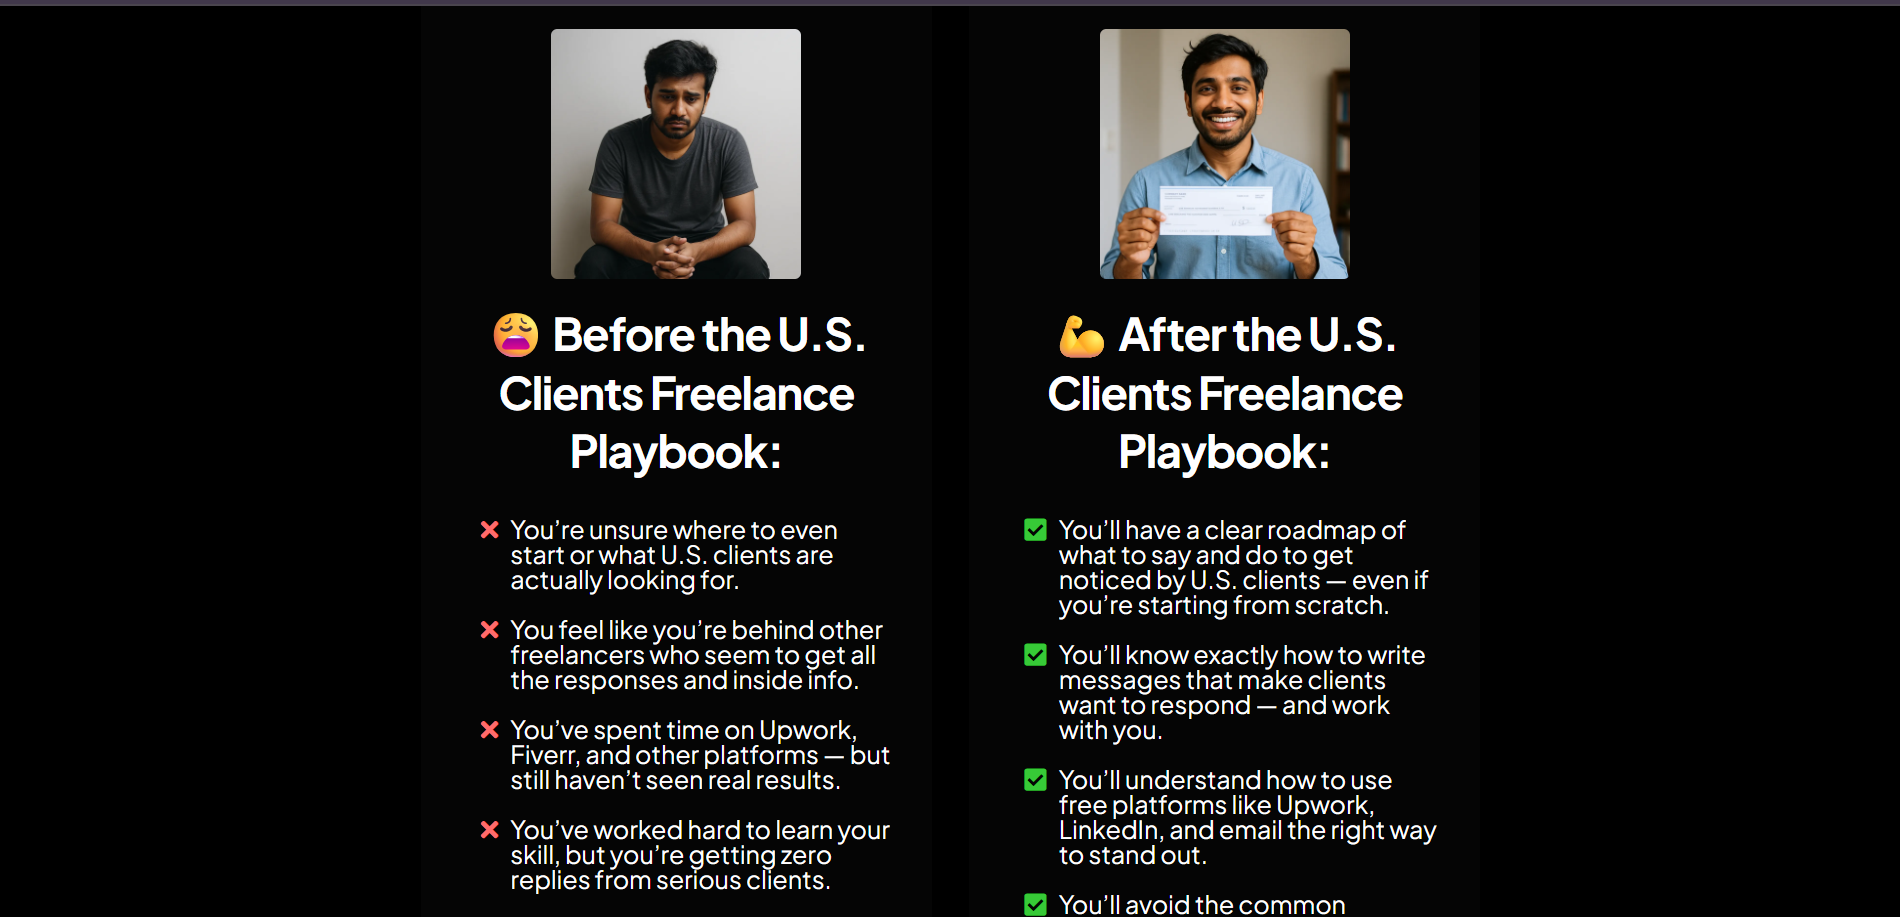 😩 Before the U.S.
Clients Freelance
Playbook:
❌ You’re unsure where to even
start or what U.S. clients are
actually looking for.
❌ You feel like you’re behind other
freelancers who seem to get all
the responses and inside info.
❌ You’ve spent time on Upwork,
Fiverr, and other platforms — but
still haven’t seen real results.
❌ You’ve worked hard to learn your
skill, but you’re getting zero
replies from serious clients.
💪 After the U.S.
Clients Freelance
Playbook:
✅ You’ll have a clear roadmap of
what to say and do to get
noticed by U.S. clients — even if
you’re starting from scratch.
✅ You’ll know exactly how to write
messages that make clients
want to respond — and work
with you.
✅ You’ll understand how to use
free platforms like Upwork,
LinkedIn, and email the right way
to stand out.
✅ You’ll avoid the common